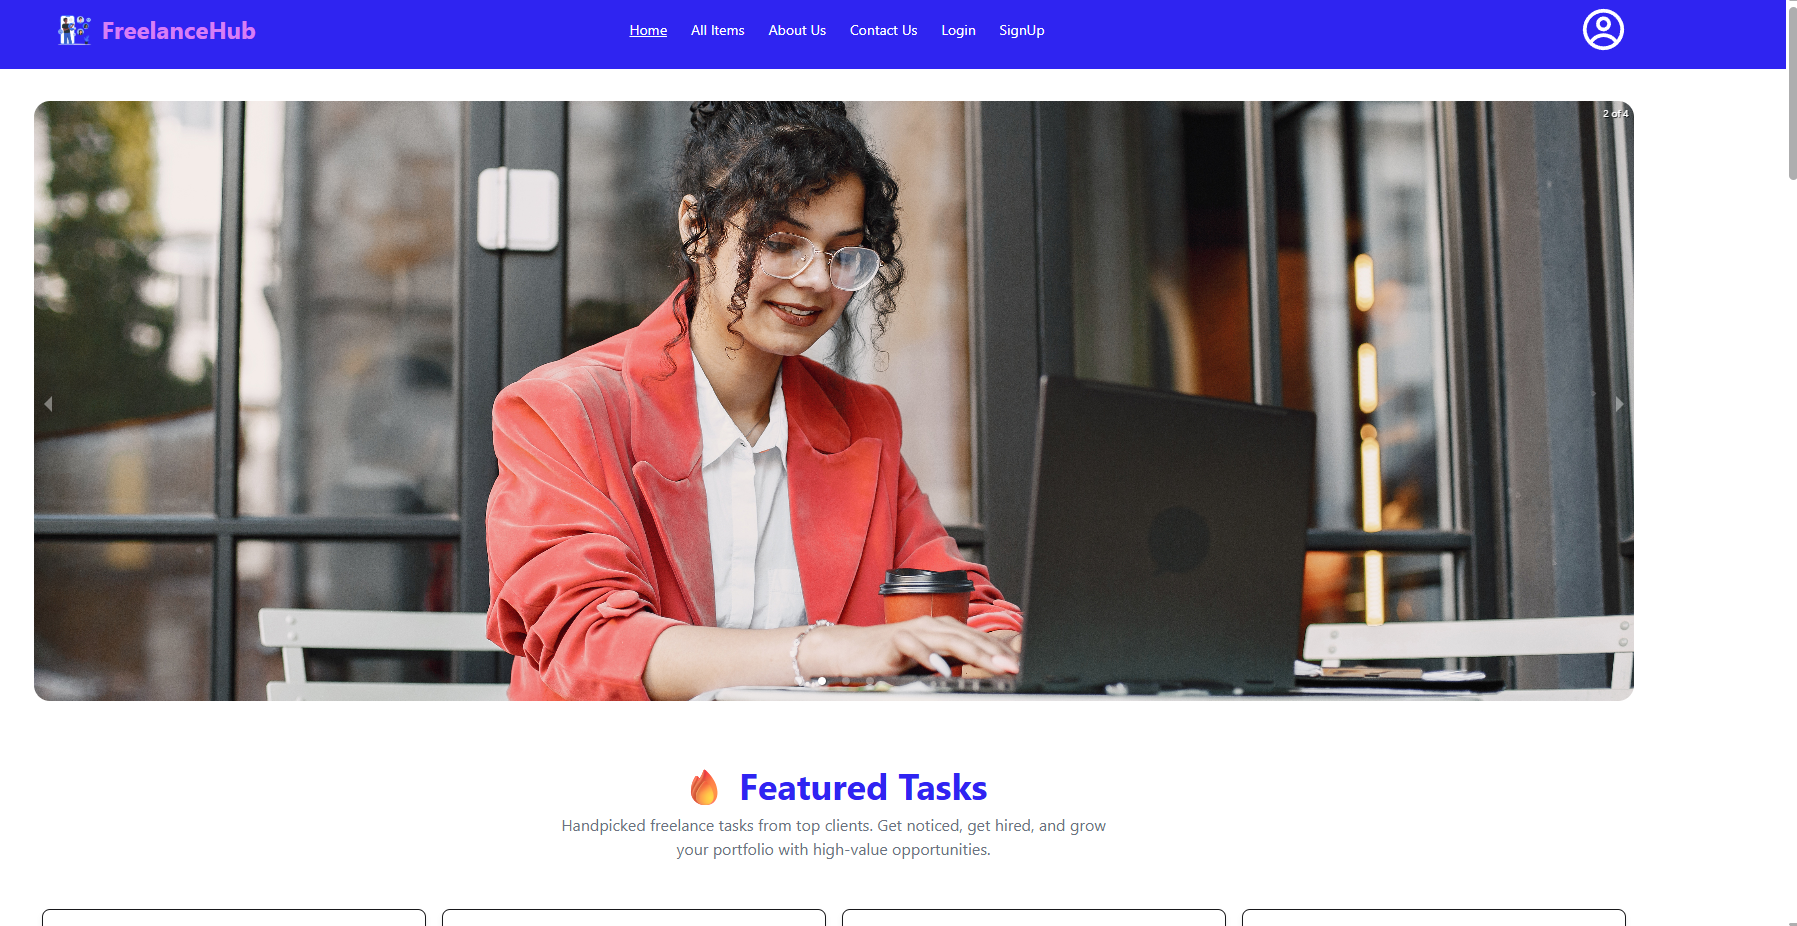 FreelanceHub
Home All Items About Us Contact Us Login SignUp
2 of 4
Featured Tasks
Handpicked freelance tasks from top clients. Get noticed, get hired, and grow
your portfolio with high-value opportunities.